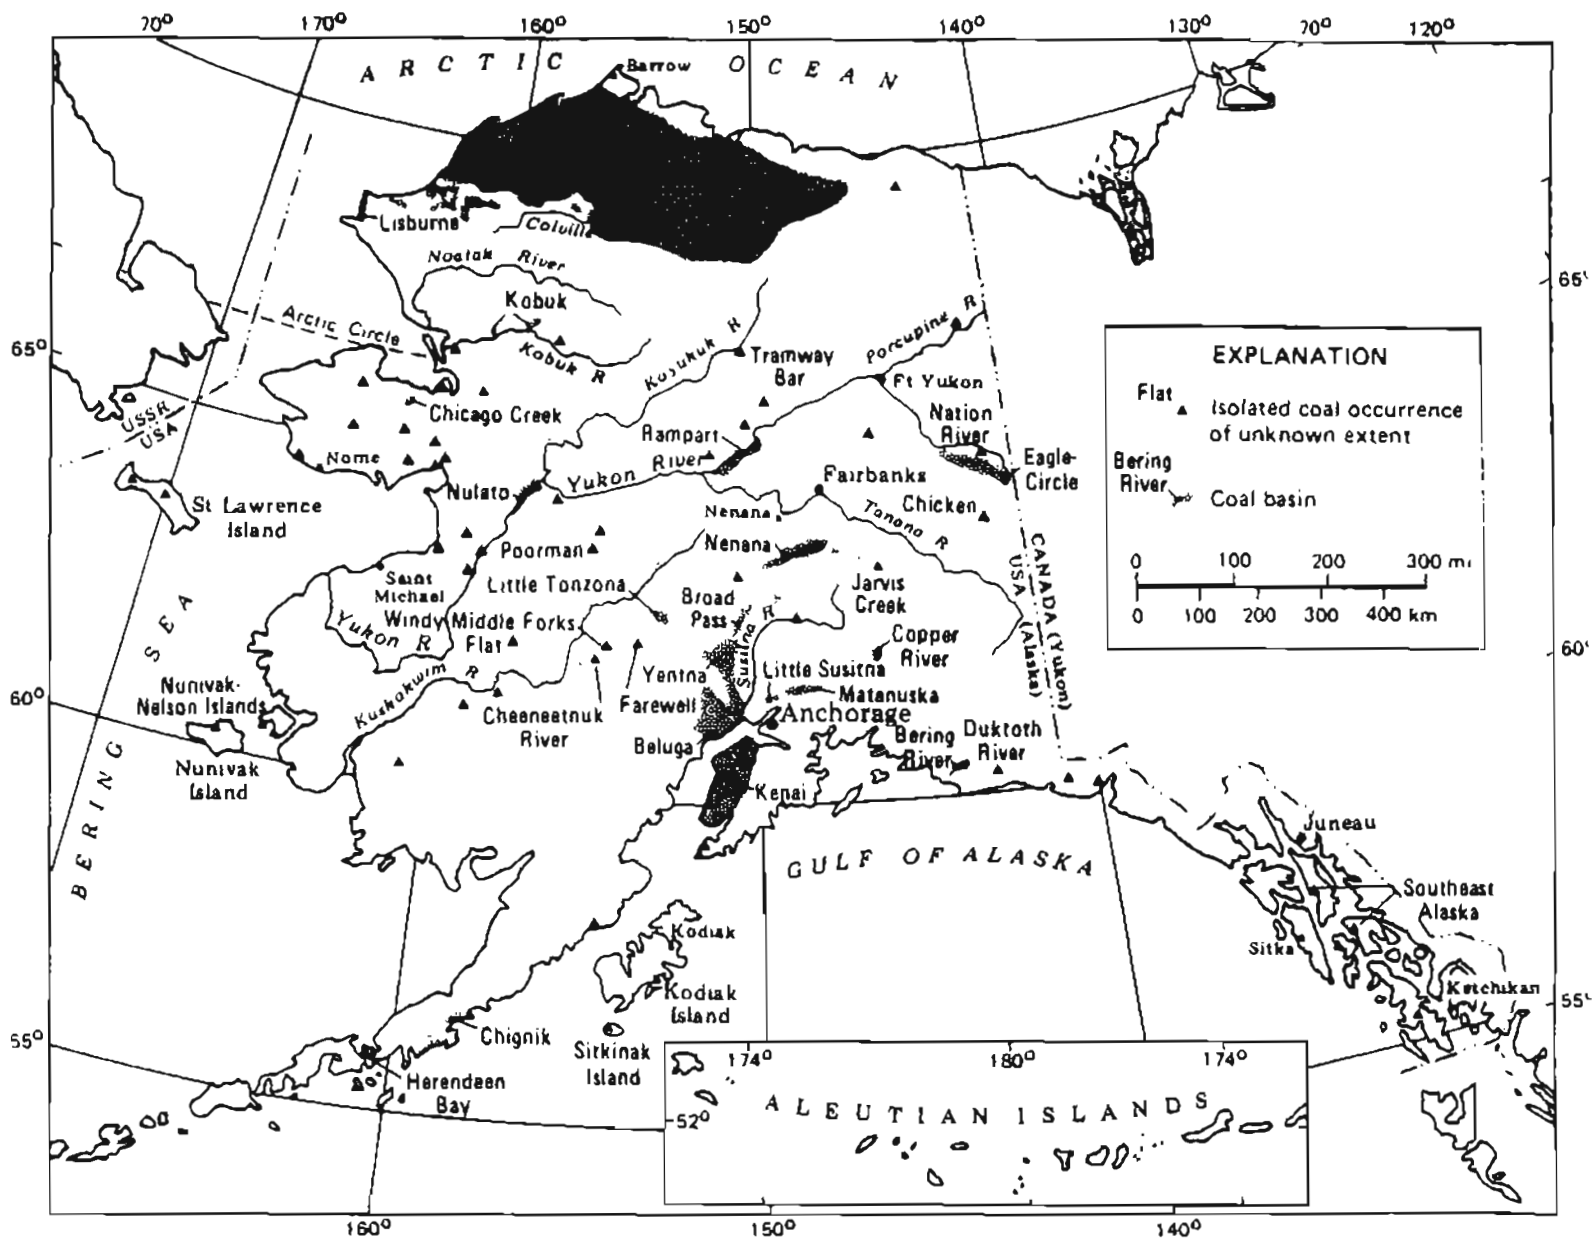 70° 170° 160° 150° 140° 130° 70° 120°
ARCTIC OCEAN
Barrow
Lisburne
Colville
Noatak River
Kobuk
Arctic Circle
Kobuk R
65°
65°
Porcupine R
Tramway
Bar
Ft Yukon
Chicago Creek
USSR
USA
Nation
River
Rampart
Nome
Yukon River
Eagle-
Circle
Nulato
Fairbanks
Chicken
St Lawrence
Island
Nenana
Tanana R
Nenana
Poorman
CANADA (Yukon)
USA (Alaska)
Saint
Michael
Little Tonzona
Jarvis
Creek
Broad
Pass
Windy Middle Forks
Yukon R
Flat
Susitna R
Copper
River
Yentna
Little Susitna
Matanuska
60°
60°
Nunivak-
Nelson Islands
Kuskokwim R
Cheeneetnuk
River
Farewell
Anchorage
Beluga
Bering
River
Duktoth
River
Nunivak
Island
Kenai
BERING SEA
GULF OF ALASKA
Juneau
Southeast
Alaska
Sitka
Kodiak
Kodiak
Island
Ketchikan
55°
55°
Chignik
Sitkinak
Island
Herendeen
Bay
174° 180° 174°
52°
ALEUTIAN ISLANDS
160° 150° 140°
EXPLANATION
Flat
Isolated coal occurrence
of unknown extent
Bering
River
Coal basin
0 100 200 300 mi
0 100 200 300 400 km